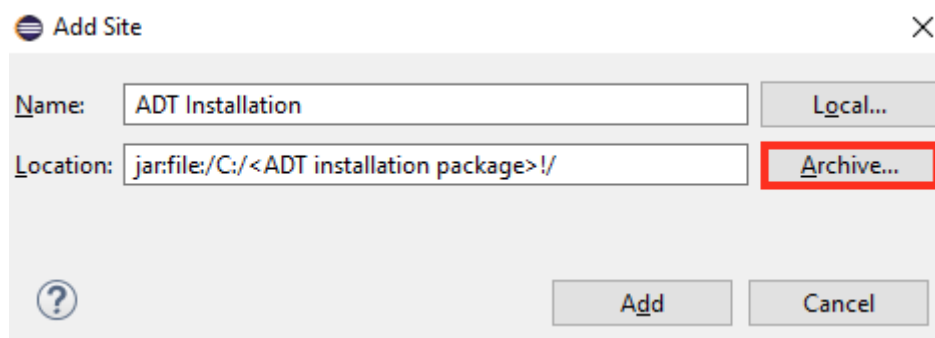 Add Site
Name: ADT Installation Local...
Location: jar:file:/C:/<ADT installation package>!/ Archive...
? Add Cancel